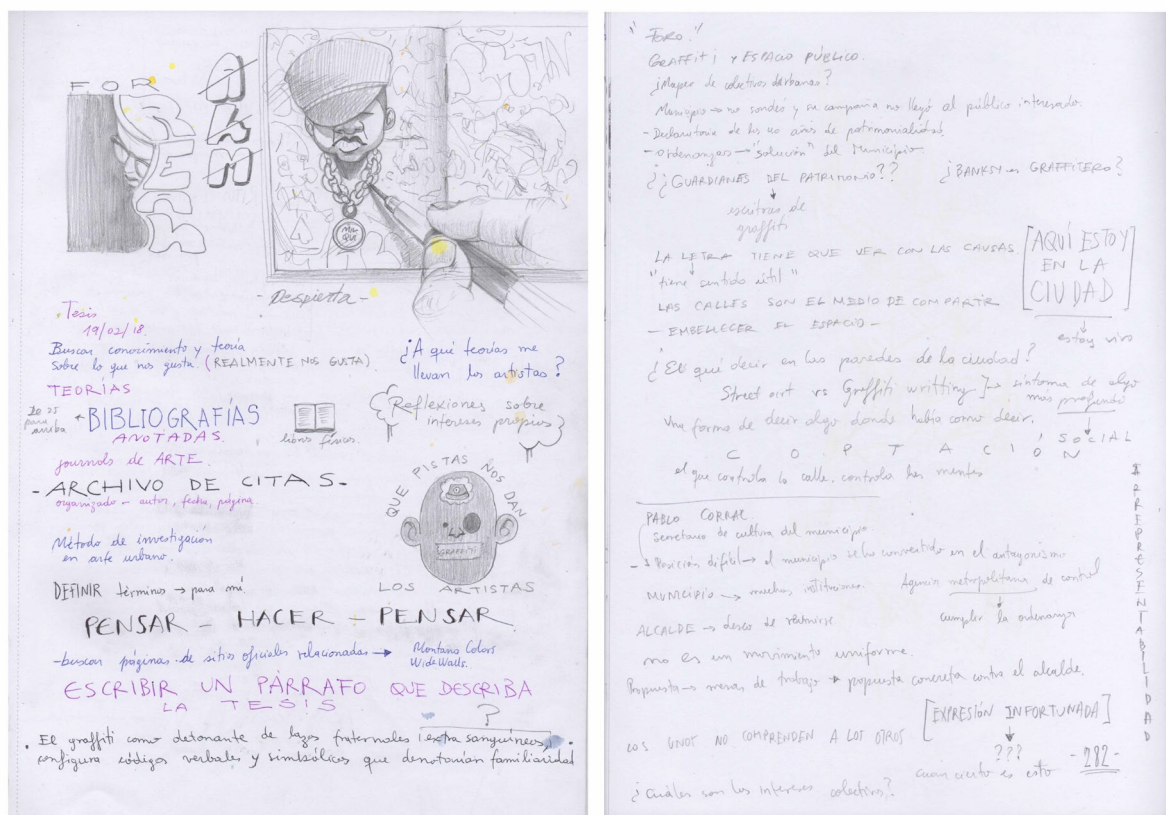 FOR
REAL
MR
QUI
-Despierta-
Tesis
19/02/18.
Buscar conocimiento y teoría
Sobre lo que nos gusta. (REALMENTE NOS GUSTA)
TEORÍAS
20 25
para
arriba
+ BIBLIOGRAFÍAS
ANOTADAS.
libros físicos.
journals de ARTE.
-ARCHIVO DE CITAS-
organizado - autor, fecha, página
Método de investigación
en arte urbano.
DEFINIR términos → para mí
¿A qué teorías me
llevan los artistas?
Reflexiones sobre
intereses propios
QUE PISTAS NOS DAN
GRAFFITI
LOS ARTISTAS
PENSAR - HACER - PENSAR
-buscar páginas de sitios oficiales relacionadas →
Montana Colors
WideWalls.
ESCRIBIR UN PÁRRAFO QUE DESCRIBA
LA TESIS
?
. El graffiti como detonante de lazos fraternales ¡extra sanguíneos, .
configura códigos verbales y simbólicos que denotarían familiaridad
"FORO"
GRAFFITI Y ESPACIO PÚBLICO.
¿Mapeo de colectivos urbanas?
Municipio → no sondeó y su campaña no llegó al público interesado.
- Declaratoria de los 40 años de patrimonialidad.
- ordenanzas → "solución" del Municipio.
¿¿GUARDIANES DEL PATRIMONIO??
¿BANKSY es GRAFFITERO?
escritores de
graffiti
LA LETRA TIENE QUE VER CON LAS CAUSAS
"tiene sentido útil"
LAS CALLES SON EL MEDIO DE COMPARTIR
- EMBELLECER EL ESPACIO -
[AQUÍ ESTOY
EN LA
CIUDAD]
estoy vivo
¿El qué decir en las paredes de la ciudad?
Street art vs Graffiti writting] → síntoma de algo
más profundo
Una forma de decir algo donde había como decir.
COPTACIÓN SOCIAL
el que controla la calle, controla las mentes
PABLO CORRAL
Secretario de cultura del municipio.
→ Posición difícil → el municipio se ha convertido en el antagonismo
MUNICIPIO → muchas instituciones.
Agencia metropolitana de control
cumplir la ordenanza
ALCALDE → deseo de reunirse
no es un movimiento uniforme.
Propuesta → mesas de trabajo → propuesta concreta contra el alcalde.
[EXPRESIÓN INFORTUNADA]
LOS UNOS NO COMPRENDEN A LOS OTROS
???
cuan cierto es esto
- 282 -
¿Cuáles son los intereses colectivos?
IRREPRESENTABILIDAD